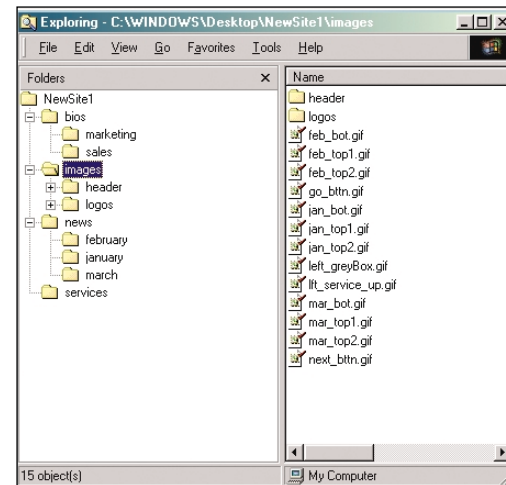 Exploring - C:\WINDOWS\Desktop\NewSite1\images
File Edit View Go Favorites Tools Help
Folders
NewSite1
bios
marketing
sales
images
header
logos
news
february
january
march
services
Name
header
logos
feb_bot.gif
feb_top1.gif
feb_top2.gif
go_bttn.gif
jan_bot.gif
jan_top1.gif
jan_top2.gif
left_greyBox.gif
lft_service_up.gif
mar_bot.gif
mar_top1.gif
mar_top2.gif
next_bttn.gif
15 object(s)
My Computer